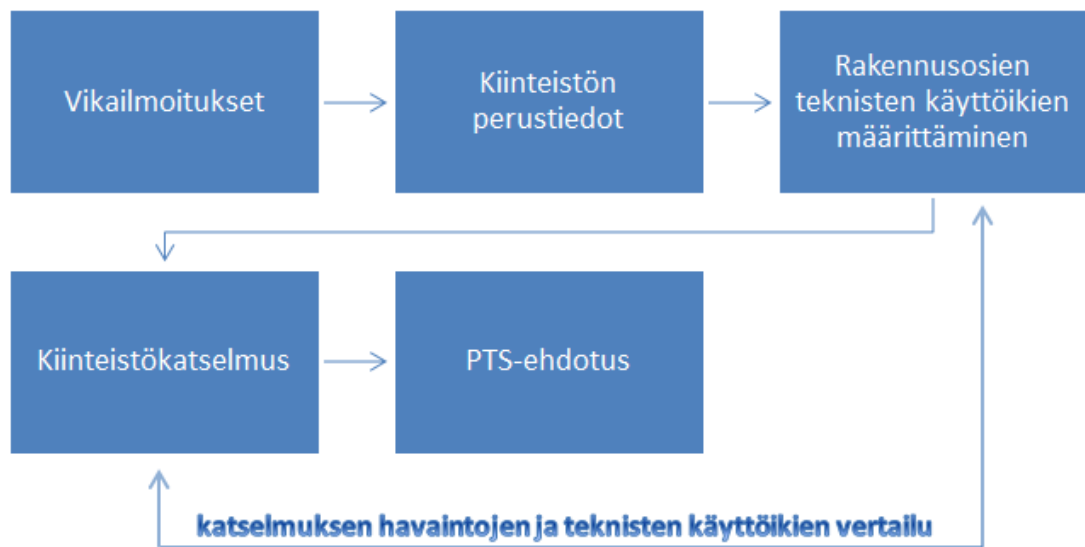 Vikailmoitukset
Kiinteistön
perustiedot
Rakennusosien
teknisten käyttöikien
määrittäminen
Kiinteistökatselmus
PTS-ehdotus
katselmuksen havaintojen ja teknisten käyttöikien vertailu